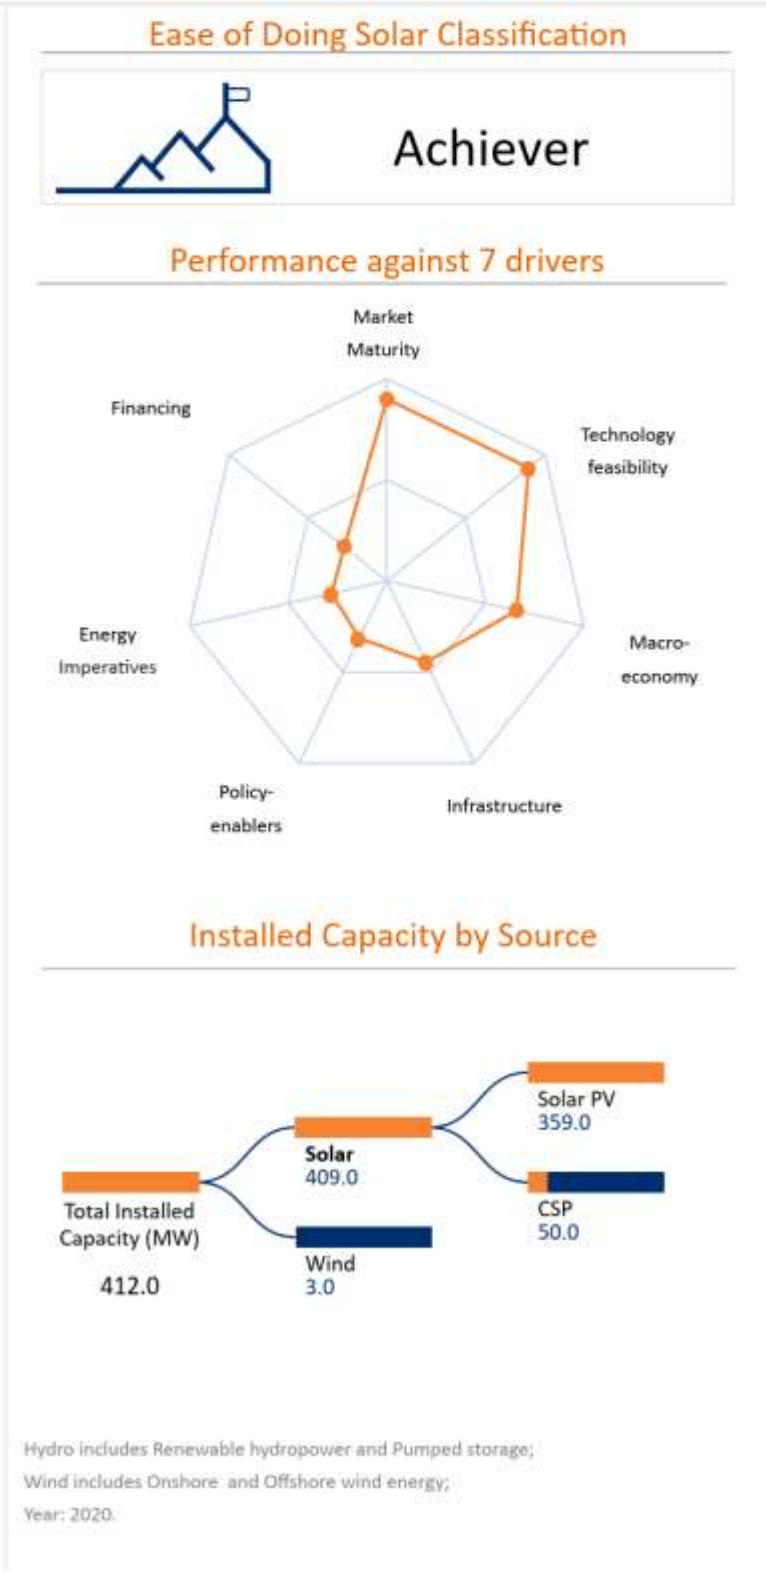 Ease of Doing Solar Classification
Achiever
Performance against 7 drivers
Market
Maturity
Financing
Technology
feasibility
Energy
Imperatives
Macro-
economy
Policy-
enablers
Infrastructure
Installed Capacity by Source
Solar PV
359.0
Solar
409.0
Total Installed
Capacity (MW)
412.0
CSP
50.0
Wind
3.0
Hydro includes Renewable hydropower and Pumped storage;
Wind includes Onshore and Offshore wind energy;
Year: 2020.